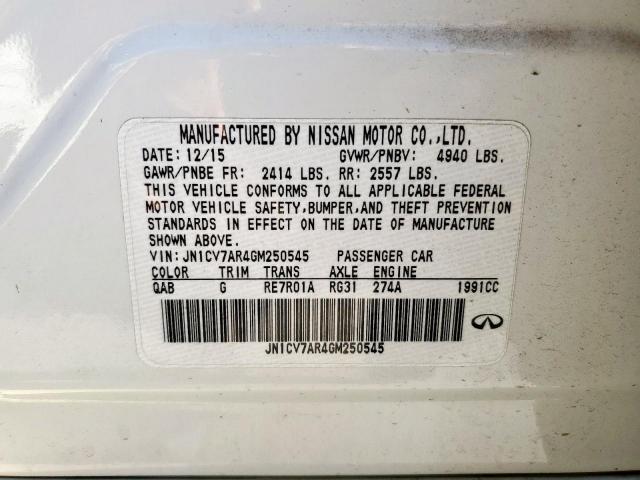 MANUFACTURED BY NISSAN MOTOR CO.,LTD.
DATE: 12/15 GVWR/PNBV: 4940 LBS.
GAWR/PNBE FR: 2414 LBS. RR: 2557 LBS.
THIS VEHICLE CONFORMS TO ALL APPLICABLE FEDERAL
MOTOR VEHICLE SAFETY,BUMPER,AND THEFT PREVENTION
STANDARDS IN EFFECT ON THE DATE OF MANUFACTURE
SHOWN ABOVE.
VIN: JN1CV7AR4GM250545 PASSENGER CAR
COLOR TRIM TRANS AXLE ENGINE
QAB G RE7R01A RG31 274A 1991CC
JN1CV7AR4GM250545